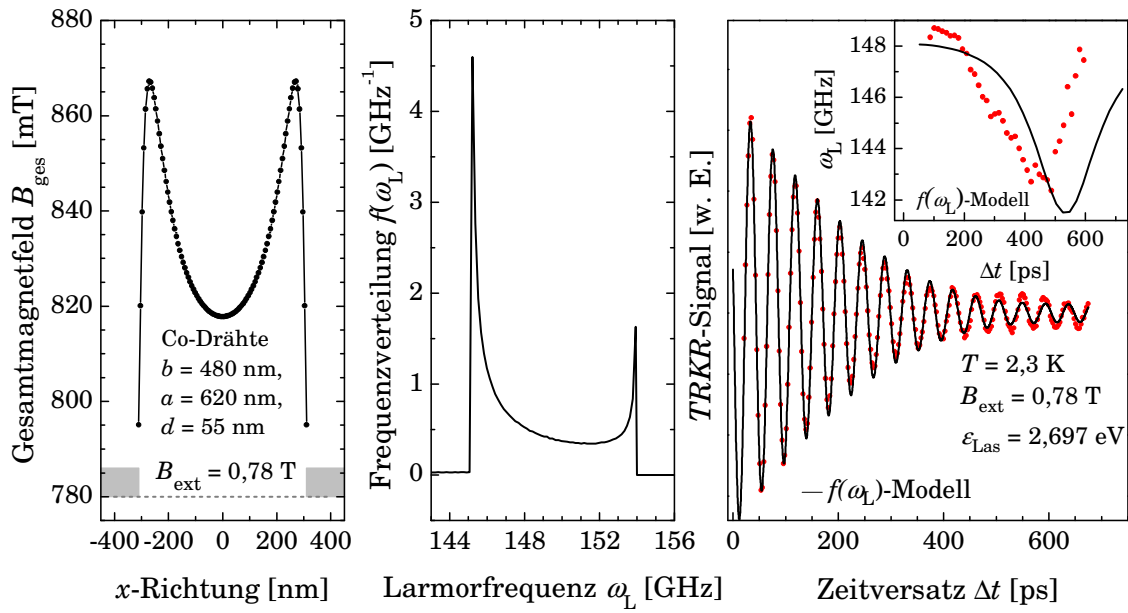 Gesamtmagnetfeld B_ges [mT]
860
840
820
800
780
Co-Drähte
b = 480 nm,
a = 620 nm,
d = 55 nm
B_ext = 0,78 T
-400 -200 0 200 400
x-Richtung [nm]
Frequenzverteilung f(ω_L) [GHz⁻¹]
5
4
3
2
1
0
144 148 152 156
Larmorfrequenz ω_L [GHz]
TRKR-Signal [w. E.]
ω_L [GHz]
148
146
144
142
f(ω_L)-Modell
0 200 400 600
Δt [ps]
T = 2,3 K
B_ext = 0,78 T
ε_Las = 2,697 eV
—f(ω_L)-Modell
0 100 200 300 400 500 600
Zeitversatz Δt [ps]